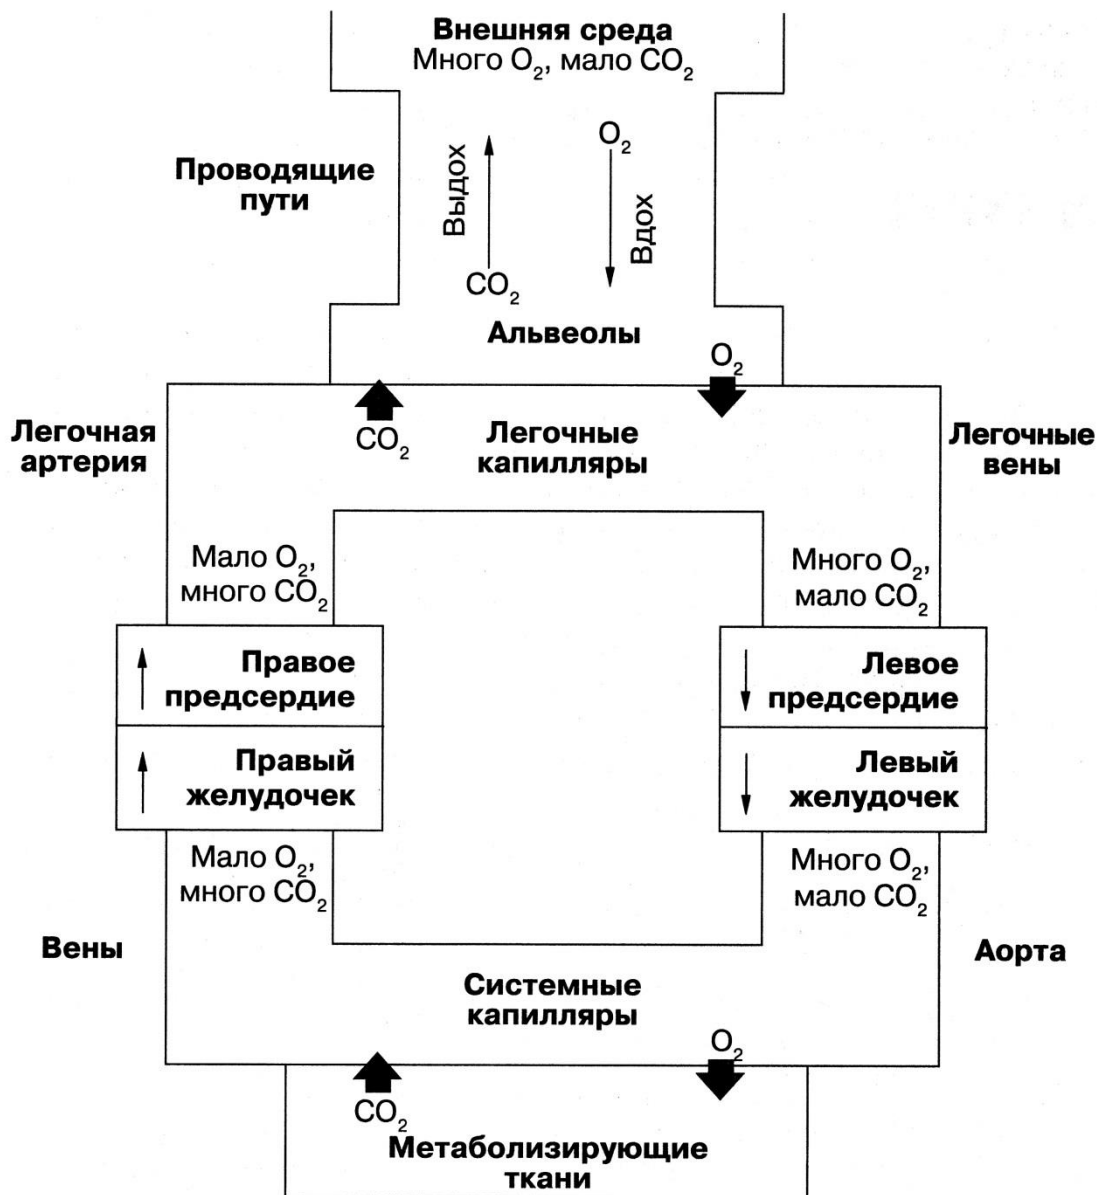 Внешняя среда
Много O₂, мало CO₂
Проводящие
пути
Выдох
CO₂
O₂
Вдох
Альвеолы
O₂
CO₂
Легочная
артерия
Легочные
капилляры
Легочные
вены
Мало O₂,
много CO₂
Много O₂,
мало CO₂
Правое
предсердие
Левое
предсердие
Правый
желудочек
Левый
желудочек
Мало O₂,
много CO₂
Много O₂,
мало CO₂
Вены
Аорта
Системные
капилляры
O₂
CO₂
Метаболизирующие
ткани